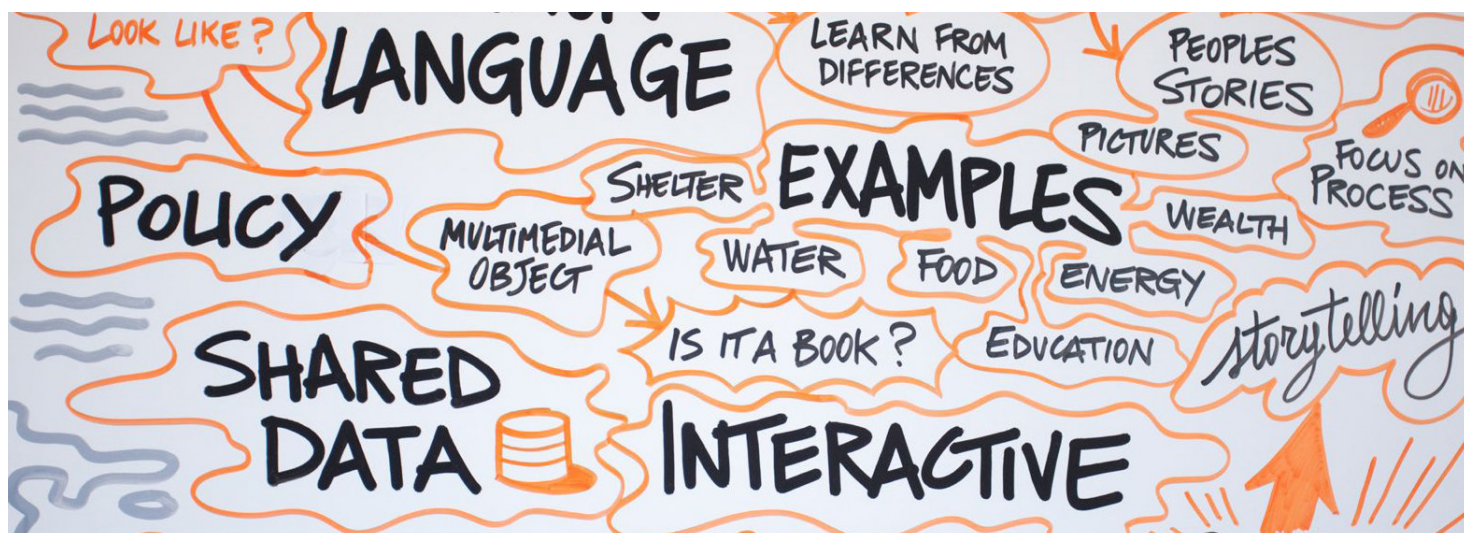 LOOK LIKE?
LANGUAGE
LEARN FROM
DIFFERENCES
PEOPLES
STORIES
PICTURES
FOCUS ON
PROCESS
SHELTER
EXAMPLES
WEALTH
POLICY
MULTIMEDIAL
OBJECT
WATER
FOOD
ENERGY
IS IT A BOOK?
EDUCATION
storytelling
SHARED
DATA
INTERACTIVE